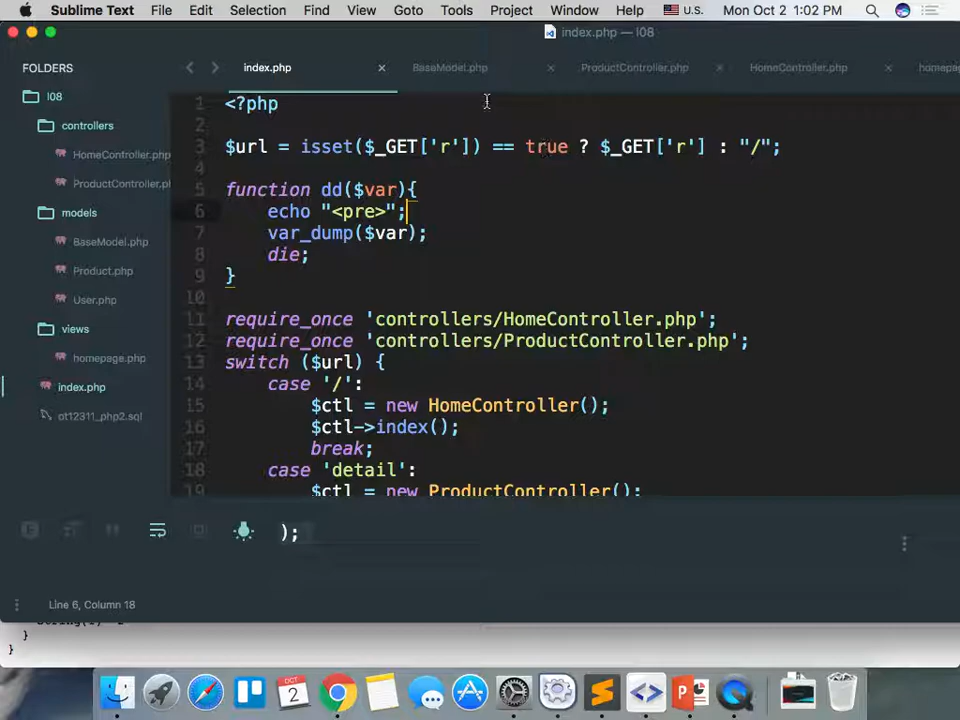 Sublime Text File Edit Selection Find View Goto Tools Project Window Help U.S. Mon Oct 2 1:02 PM
index.php — l08
FOLDERS
index.php BaseModel.php ProductController.php HomeController.php homepag
l08
controllers
HomeController.php
ProductController.ph
models
BaseModel.php
Product.php
User.php
views
homepage.php
index.php
1 <?php
2
3 $url = isset($_GET['r']) == true ? $_GET['r'] : "/";
4
5 function dd($var){
6 echo "<pre>";
7 var_dump($var);
8 die;
9 }
10
11 require_once 'controllers/HomeController.php';
12 require_once 'controllers/ProductController.php';
13 switch ($url) {
14 case '/':
15 $ctl = new HomeController();
16 $ctl->index();
17 break;
18 case 'detail':
19 $ctl = new ProductController();
);
Line 6, Column 18
}
}
OCT
2